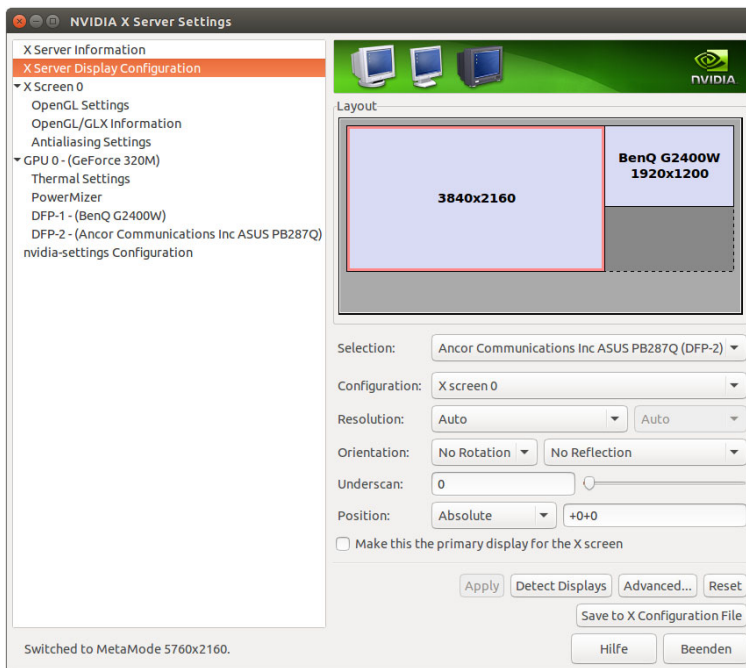 NVIDIA X Server Settings
X Server Information
X Server Display Configuration
X Screen 0
OpenGL Settings
OpenGL/GLX Information
Antialiasing Settings
GPU 0 - (GeForce 320M)
Thermal Settings
PowerMizer
DFP-1 - (BenQ G2400W)
DFP-2 - (Ancor Communications Inc ASUS PB287Q)
nvidia-settings Configuration
NVIDIA
Layout
3840x2160
BenQ G2400W
1920x1200
Selection: Ancor Communications Inc ASUS PB287Q (DFP-2)
Configuration: X screen 0
Resolution: Auto Auto
Orientation: No Rotation No Reflection
Underscan: 0
Position: Absolute +0+0
Make this the primary display for the X screen
Apply Detect Displays Advanced... Reset
Save to X Configuration File
Switched to MetaMode 5760x2160.
Hilfe Beenden